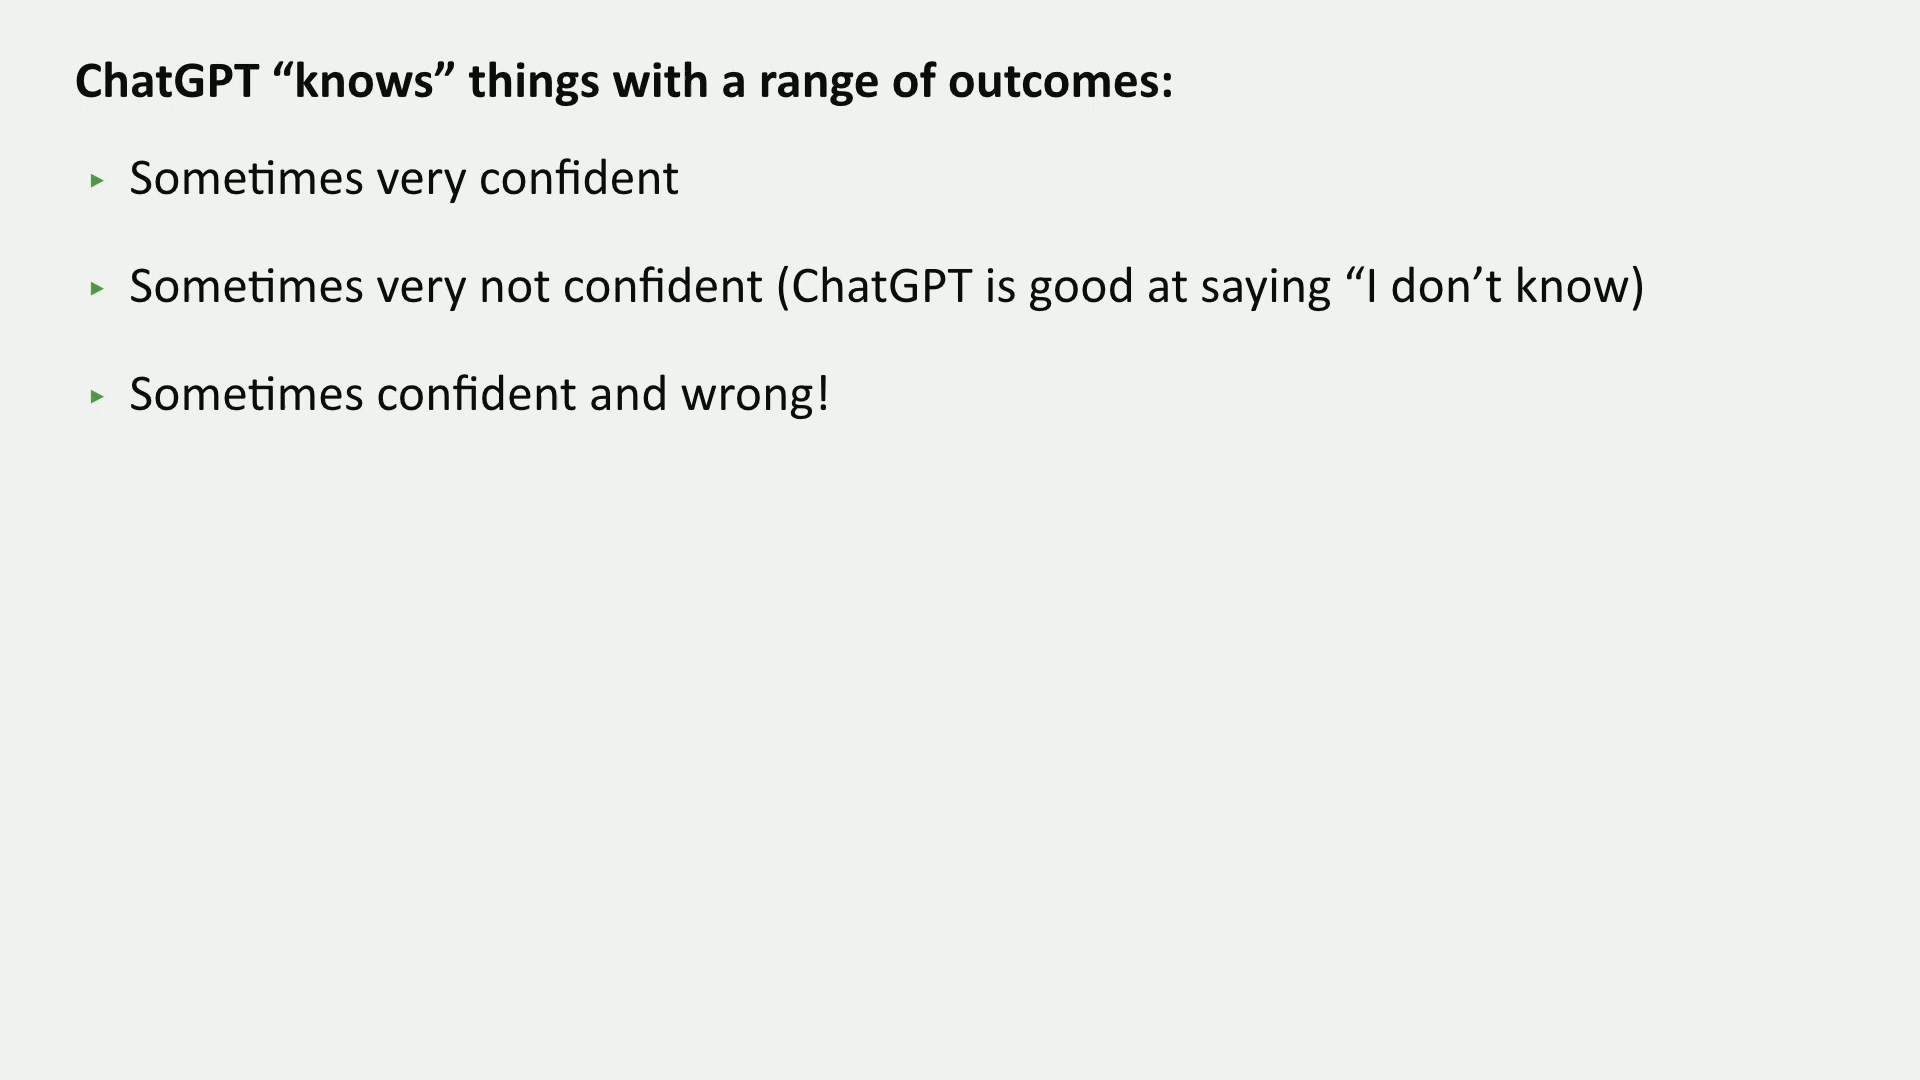 ChatGPT “knows” things with a range of outcomes:
‣ Sometimes very confident
‣ Sometimes very not confident (ChatGPT is good at saying “I don’t know)
‣ Sometimes confident and wrong!